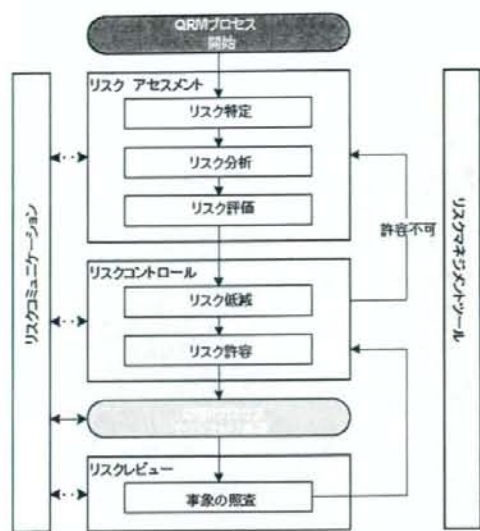 QRMプロセス
開始
リスク アセスメント
リスク特定
リスク分析
リスク評価
許容不可
リスクコントロール
リスク低減
リスク許容
リスクレビュー
事象の照査
リスクコミュニケーション
リスクマネジメントツール